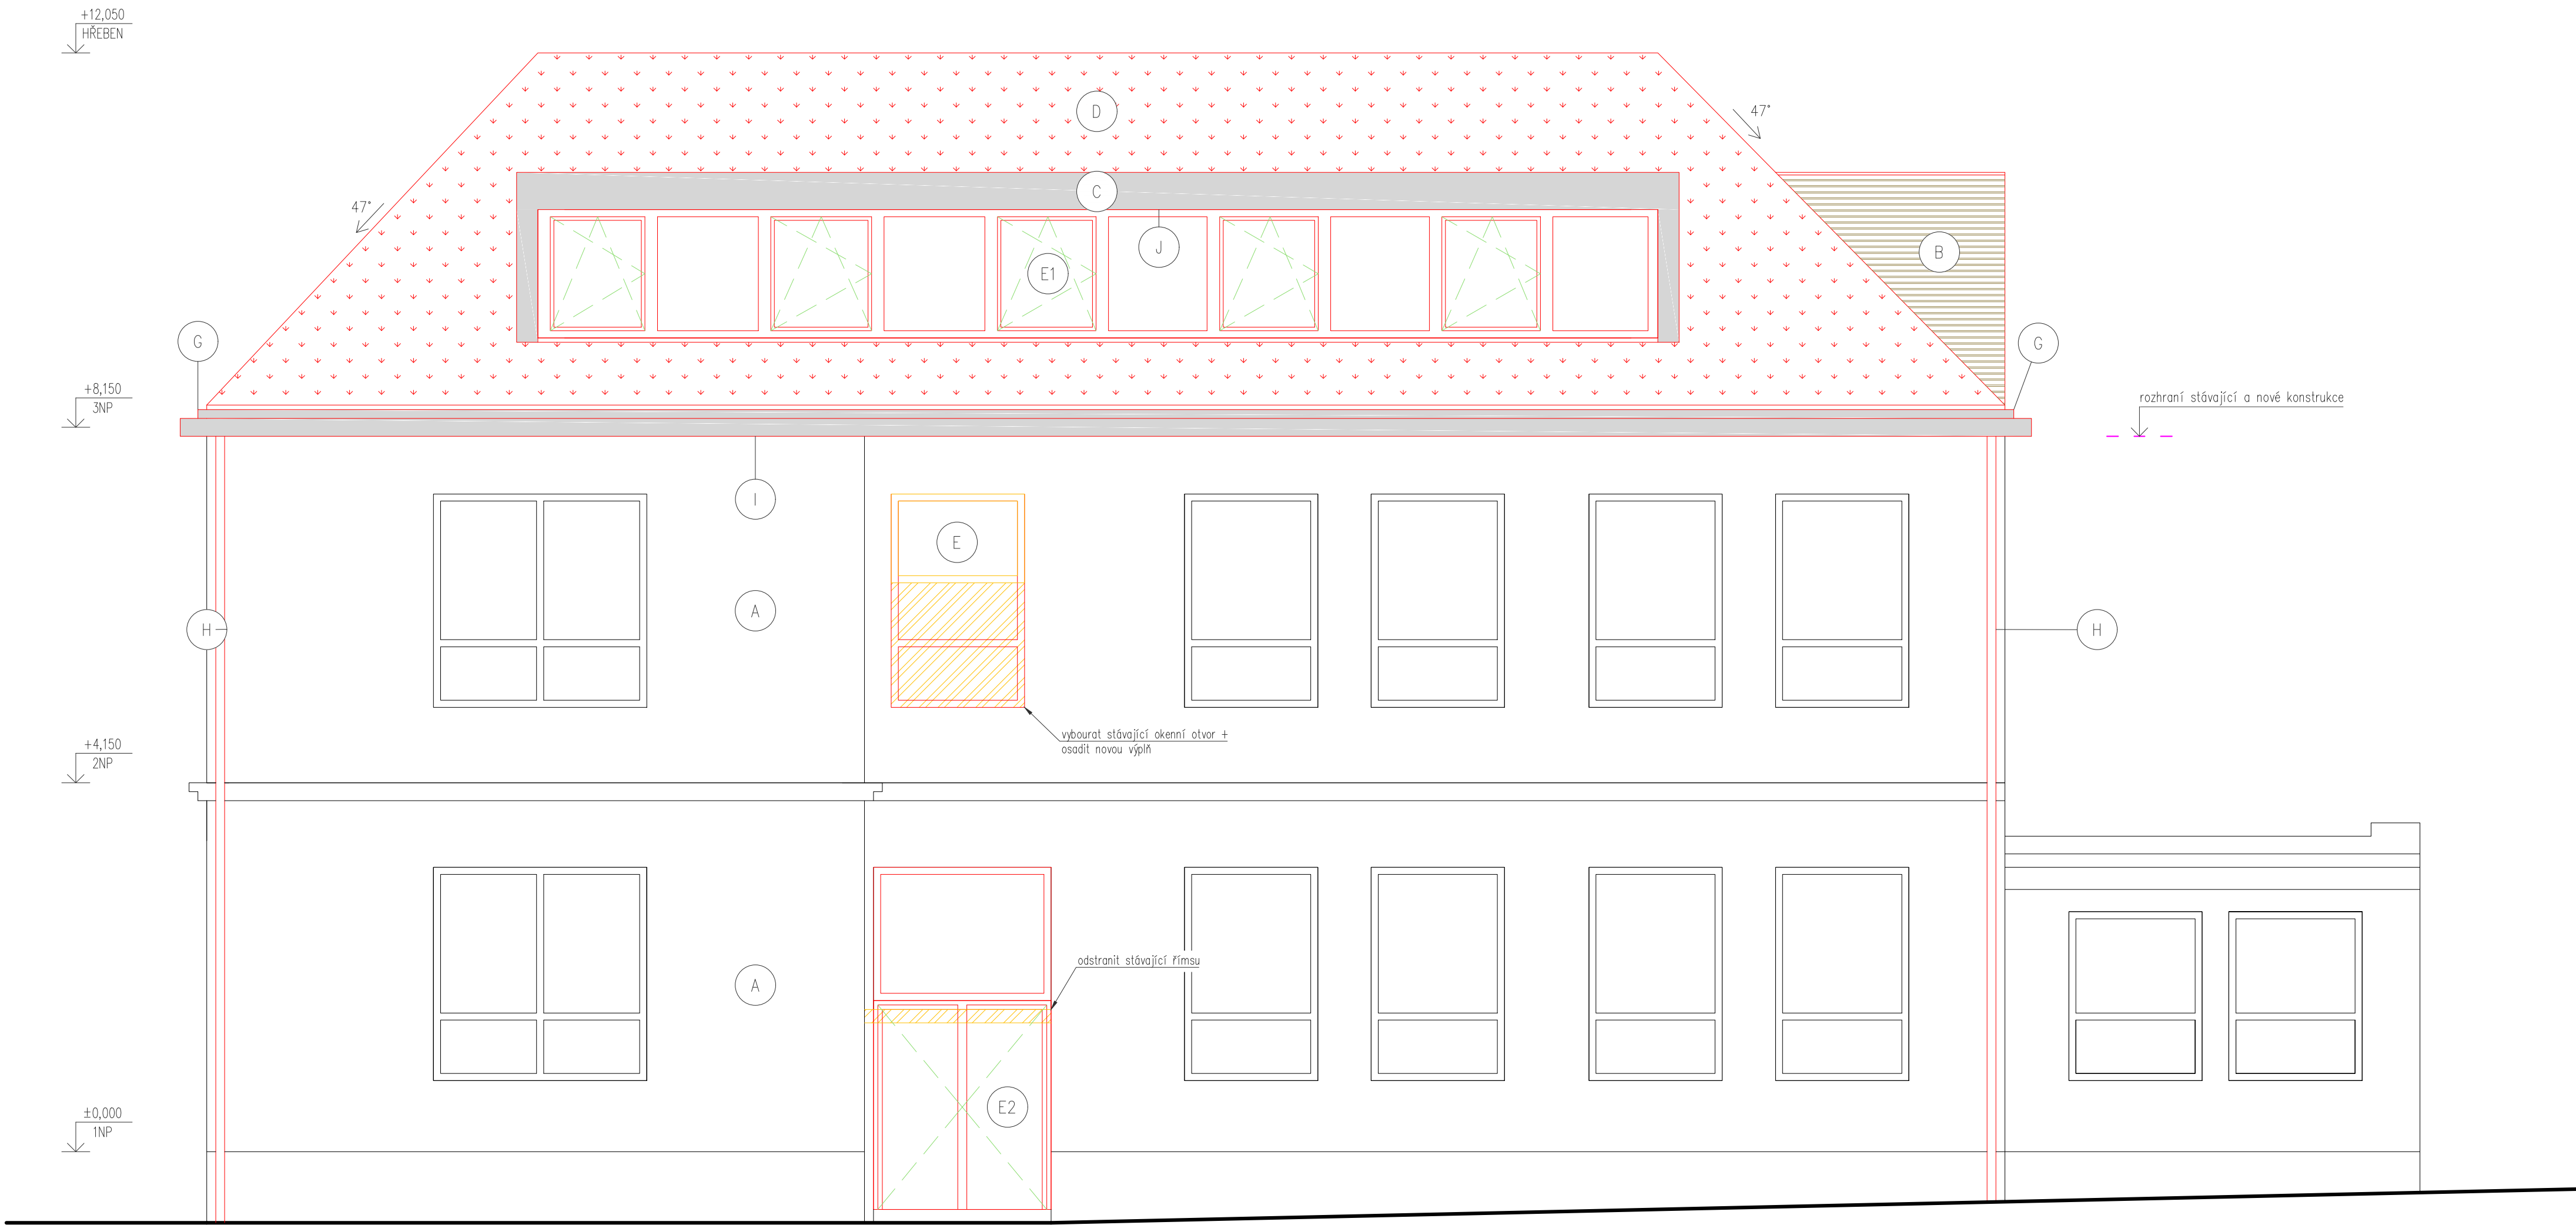 +12,050
HŘEBEN
D
47°
47°
C
J
B
E1
G
G
+8,150
3NP
rozhraní stávající a nové konstrukce
I
E
A
H
H
vybourat stávající okenní otvor +
osadit novou výplň
+4,150
2NP
odstranit stávající římsu
A
E2
±0,000
1NP